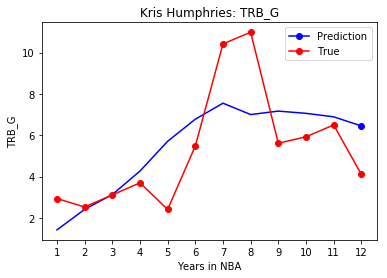 Kris Humphries: TRB_G
Prediction
True
TRB_G
10
8
6
4
2
1 2 3 4 5 6 7 8 9 10 11 12
Years in NBA